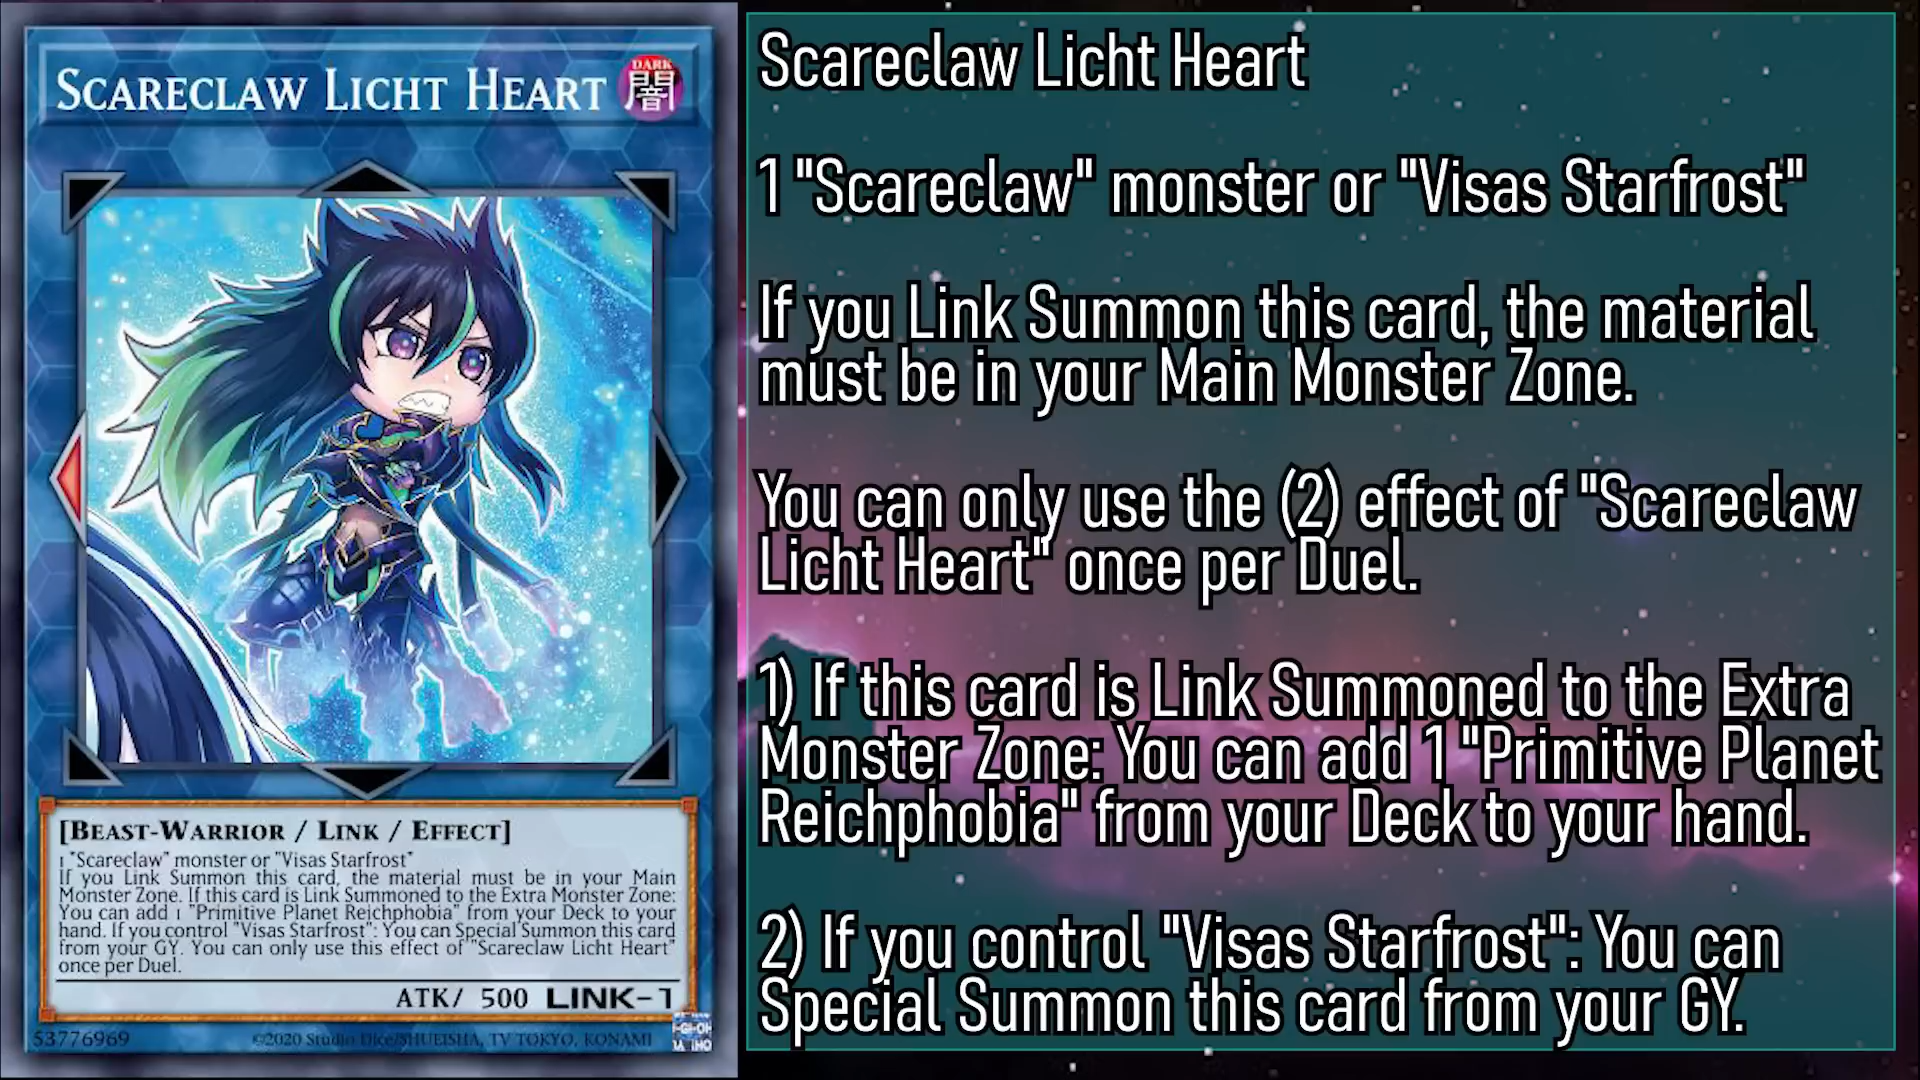 SCARECLAW LICHT HEART
DARK
闇
[BEAST-WARRIOR / LINK / EFFECT]
1 "Scareclaw" monster or "Visas Starfrost"
If you Link Summon this card, the material must be in your Main
Monster Zone. If this card is Link Summoned to the Extra Monster Zone:
You can add 1 "Primitive Planet Reichphobia" from your Deck to your
hand. If you control "Visas Starfrost": You can Special Summon this card
from your GY. You can only use this effect of "Scareclaw Licht Heart"
once per Duel.
ATK/ 500 LINK-1
53776969
©2020 Studio Dice/SHUEISHA, TV TOKYO, KONAMI
Scareclaw Licht Heart
1 "Scareclaw" monster or "Visas Starfrost"
If you Link Summon this card, the material
must be in your Main Monster Zone.
You can only use the (2) effect of "Scareclaw
Licht Heart" once per Duel.
1) If this card is Link Summoned to the Extra
Monster Zone: You can add 1 "Primitive Planet
Reichphobia" from your Deck to your hand.
2) If you control "Visas Starfrost": You can
Special Summon this card from your GY.